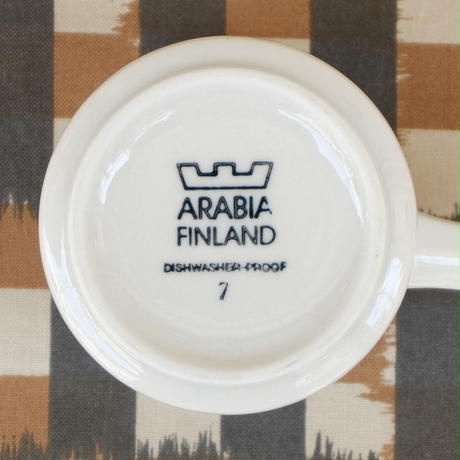 ARABIA
FINLAND
DISHWASHER PROOF
7